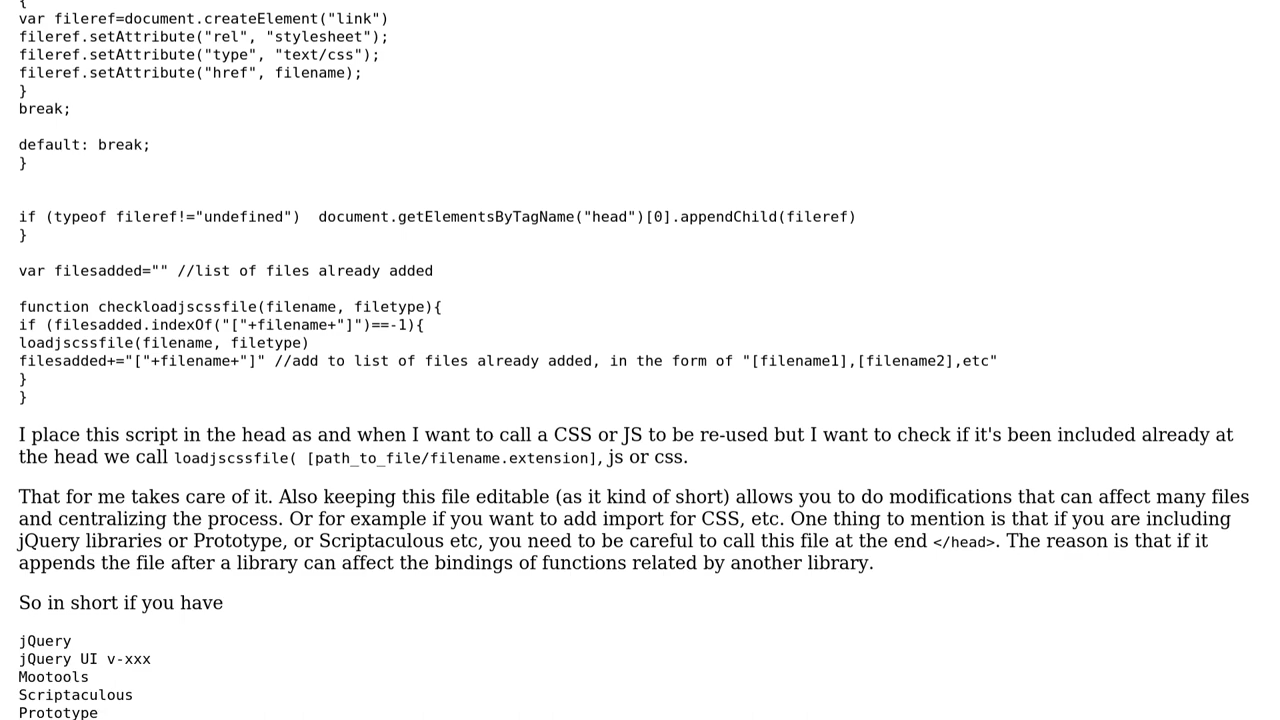 {
var fileref=document.createElement("link")
fileref.setAttribute("rel", "stylesheet");
fileref.setAttribute("type", "text/css");
fileref.setAttribute("href", filename);
}
break;
default: break;
}
if (typeof fileref!="undefined")  document.getElementsByTagName("head")[0].appendChild(fileref)
}
var filesadded="" //list of files already added
function checkloadjscssfile(filename, filetype){
if (filesadded.indexOf("["+filename+"]")==-1){
loadjscssfile(filename, filetype)
filesadded+="["+filename+"]" //add to list of files already added, in the form of "[filename1],[filename2],etc"
}
}
I place this script in the head as and when I want to call a CSS or JS to be re-used but I want to check if it's been included already at
the head we call loadjscssfile( [path_to_file/filename.extension], js or css.
That for me takes care of it. Also keeping this file editable (as it kind of short) allows you to do modifications that can affect many files
and centralizing the process. Or for example if you want to add import for CSS, etc. One thing to mention is that if you are including
jQuery libraries or Prototype, or Scriptaculous etc, you need to be careful to call this file at the end </head>. The reason is that if it
appends the file after a library can affect the bindings of functions related by another library.
So in short if you have
jQuery
jQuery UI v-xxx
Mootools
Scriptaculous
Prototype